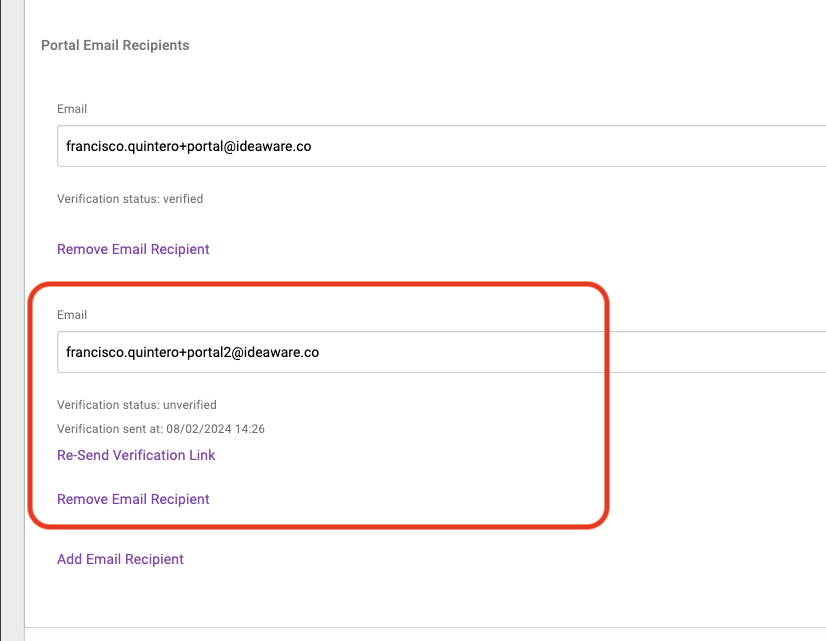 Portal Email Recipients
Email
francisco.quintero+portal@ideaware.co
Verification status: verified
Remove Email Recipient
Email
francisco.quintero+portal2@ideaware.co
Verification status: unverified
Verification sent at: 08/02/2024 14:26
Re-Send Verification Link
Remove Email Recipient
Add Email Recipient